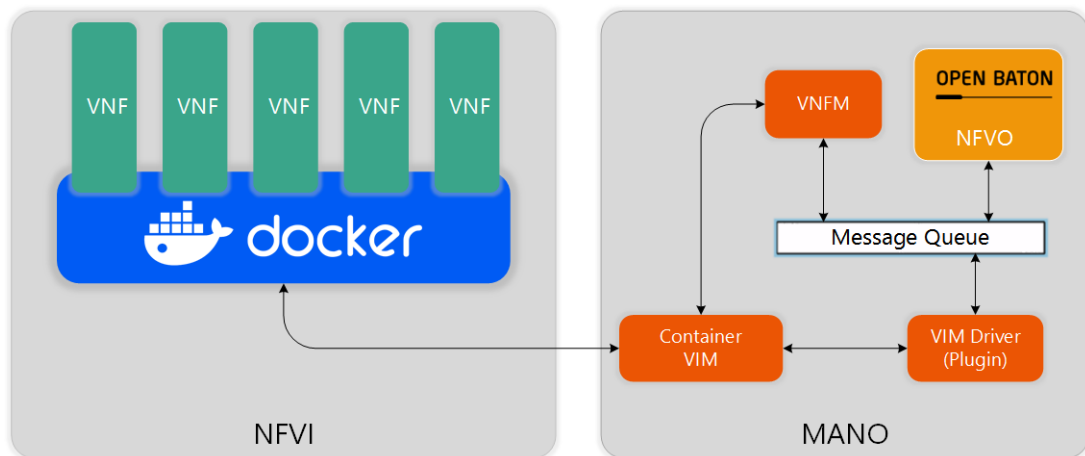 VNF
VNF
VNF
VNF
VNF
docker
NFVI
OPEN BATON
NFVO
VNFM
Message Queue
Container
VIM
VIM Driver
(Plugin)
MANO